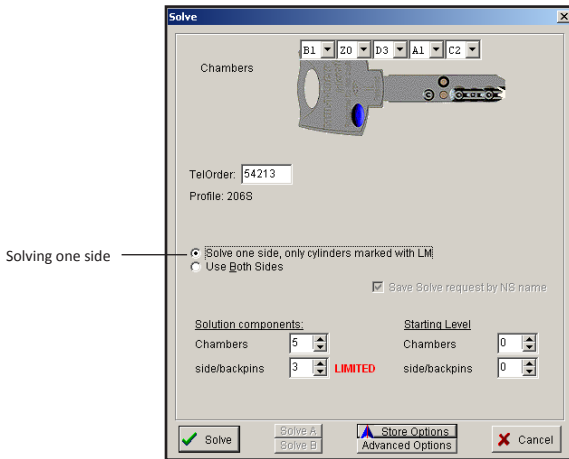 Solve
B1 Z0 D3 A1 C2
Chambers
TelOrder: 54213
Profile: 206S
Solving one side
Solve one side, only cylinders marked with LM
Use Both Sides
Save Solve request by NS name
Solution components: Starting Level
Chambers 5 Chambers 0
side/backpins 3 LIMITED side/backpins 0
Solve Solve A Store Options Cancel
Solve B Advanced Options